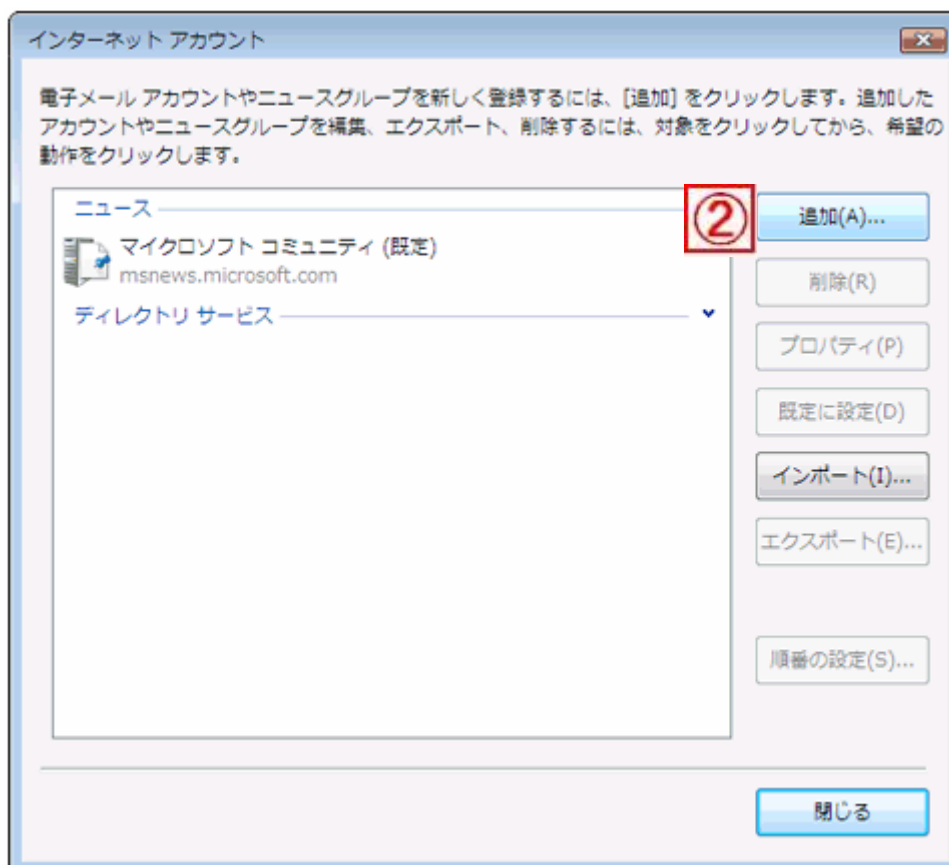 インターネット アカウント
電子メール アカウントやニュースグループを新しく登録するには、[追加] をクリックします。追加した
アカウントやニュースグループを編集、エクスポート、削除するには、対象をクリックしてから、希望の
動作をクリックします。
ニュース
マイクロソフト コミュニティ (既定)
msnews.microsoft.com
ディレクトリ サービス
②
追加(A)...
削除(R)
プロパティ(P)
既定に設定(D)
インポート(I)...
エクスポート(E)...
順番の設定(S)...
閉じる